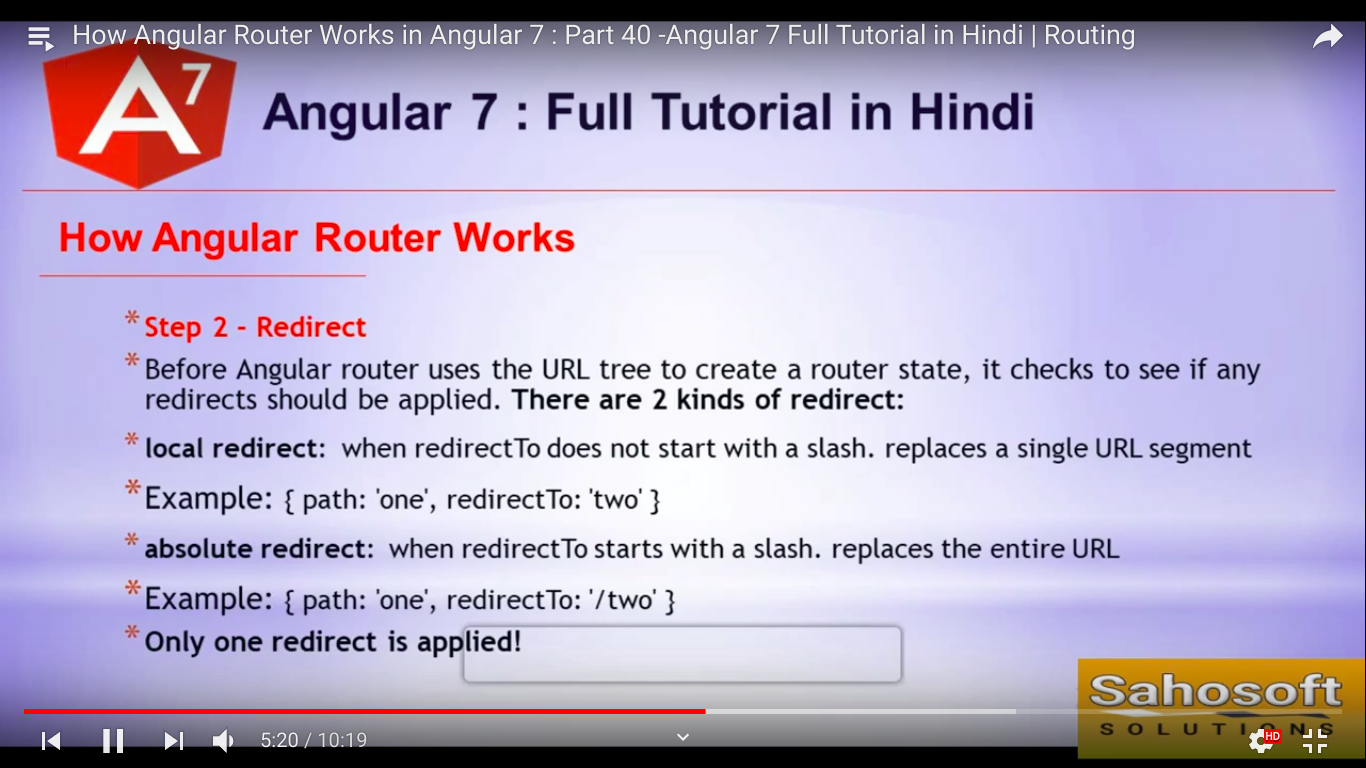 How Angular Router Works in Angular 7 : Part 40 -Angular 7 Full Tutorial in Hindi | Routing
A7
Angular 7 : Full Tutorial in Hindi
How Angular Router Works
* Step 2 - Redirect
* Before Angular router uses the URL tree to create a router state, it checks to see if any
redirects should be applied. There are 2 kinds of redirect:
* local redirect: when redirectTo does not start with a slash. replaces a single URL segment
* Example: { path: 'one', redirectTo: 'two' }
* absolute redirect: when redirectTo starts with a slash. replaces the entire URL
* Example: { path: 'one', redirectTo: '/two' }
* Only one redirect is applied!
Sahosoft
SOLUTIONS
5:20 / 10:19
HD